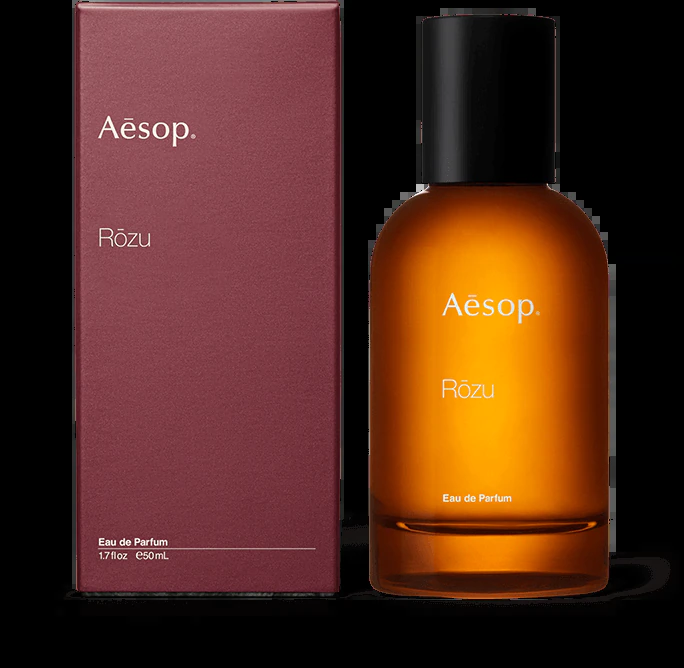 Aēsop.
Rōzu
Eau de Parfum
1.7 fl oz ℮50 mL
Aēsop.
Rōzu
Eau de Parfum